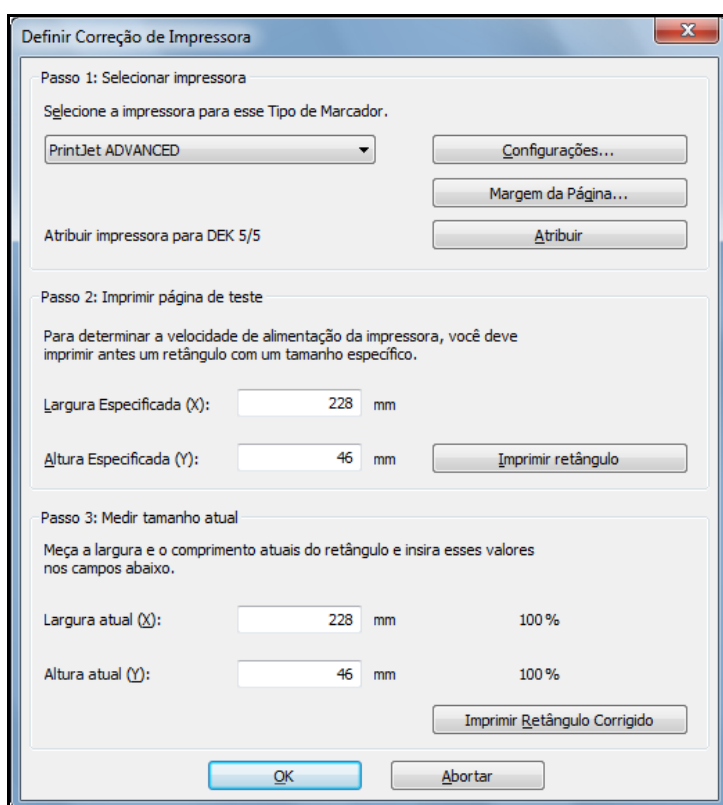 Definir Correção de Impressora
Passo 1: Selecionar impressora
Selecione a impressora para esse Tipo de Marcador.
PrintJet ADVANCED
Configurações...
Margem da Página...
Atribuir impressora para DEK 5/5
Atribuir
Passo 2: Imprimir página de teste
Para determinar a velocidade de alimentação da impressora, você deve
imprimir antes um retângulo com um tamanho específico.
Largura Especificada (X): 228 mm
Altura Especificada (Y): 46 mm
Imprimir retângulo
Passo 3: Medir tamanho atual
Meça a largura e o comprimento atuais do retângulo e insira esses valores
nos campos abaixo.
Largura atual (X): 228 mm 100 %
Altura atual (Y): 46 mm 100 %
Imprimir Retângulo Corrigido
OK
Abortar